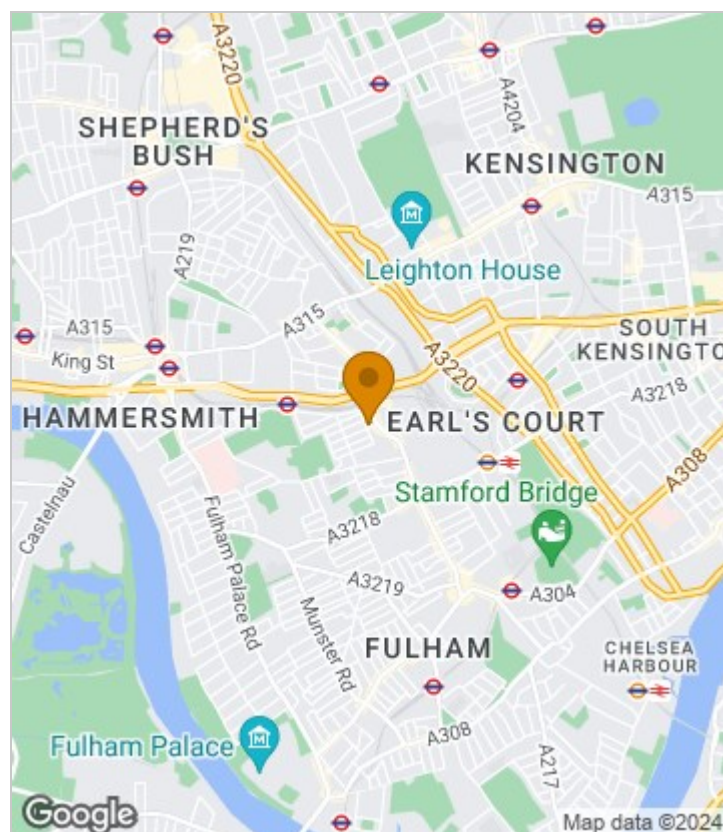 A3220
SHEPHERD'S
BUSH
A4204
KENSINGTON
A315
A219
Leighton House
A315
A315
King St
SOUTH
KENSINGTO
A3220
A3218
HAMMERSMITH
EARL'S COURT
A308
Stamford Bridge
Castelnau
Fulham Palace Rd
A3218
A3219
A304
Munster Rd
FULHAM
CHELSEA
HARBOUR
A308
Fulham Palace
A217
Google
Map data ©2024